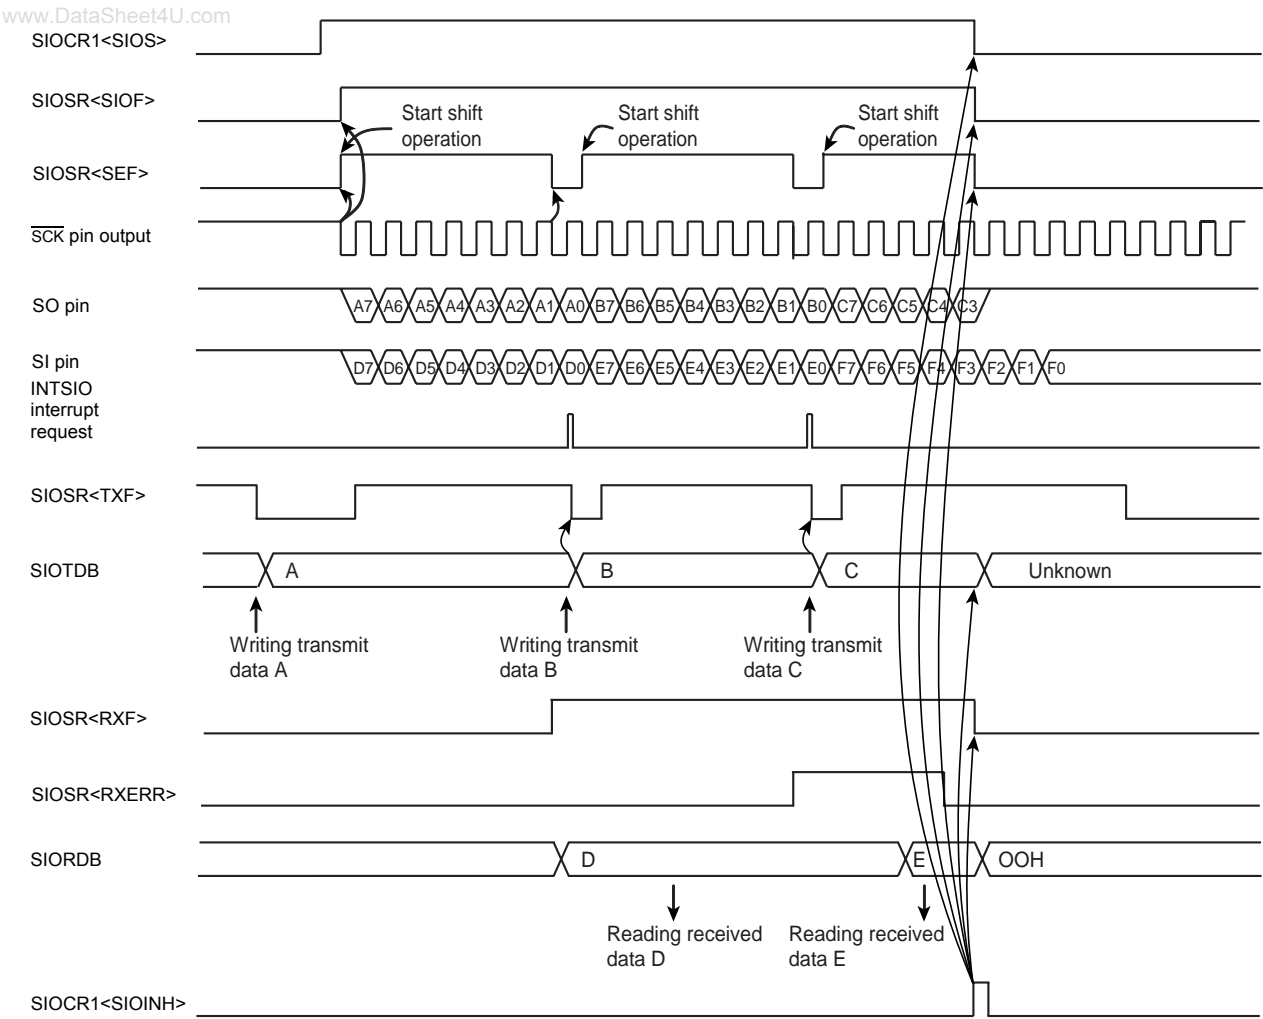 www.DataSheet4U.com
SIOCR1<SIOS>
SIOSR<SIOF>
Start shift
operation
Start shift
operation
Start shift
operation
SIOSR<SEF>
SCK pin output
SO pin
A7 A6 A5 A4 A3 A2 A1 A0 B7 B6 B5 B4 B3 B2 B1 B0 C7 C6 C5 C4 C3
SI pin
D7 D6 D5 D4 D3 D2 D1 D0 E7 E6 E5 E4 E3 E2 E1 E0 F7 F6 F5 F4 F3 F2 F1 F0
INTSIO
interrupt
request
SIOSR<TXF>
SIOTDB
A B C Unknown
Writing transmit
data A
Writing transmit
data B
Writing transmit
data C
SIOSR<RXF>
SIOSR<RXERR>
SIORDB
D E OOH
Reading received
data D
Reading received
data E
SIOCR1<SIOINH>